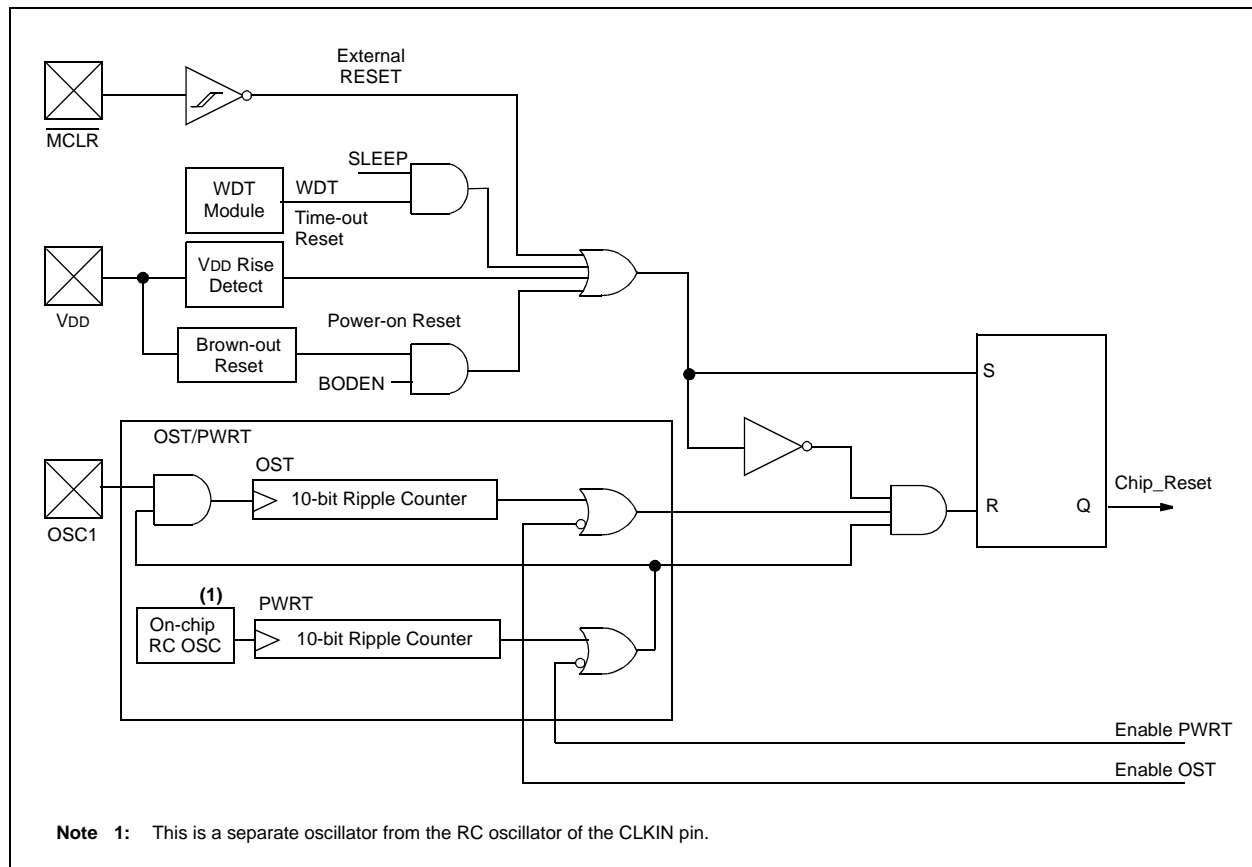 External
RESET
MCLR
SLEEP
WDT
Module
WDT
Time-out
Reset
VDD
VDD Rise
Detect
Power-on Reset
Brown-out
Reset
BODEN
OST/PWRT
OST
10-bit Ripple Counter
OSC1
(1)
On-chip
RC OSC
PWRT
10-bit Ripple Counter
S
R
Q
Chip_Reset
Enable PWRT
Enable OST
Note 1: This is a separate oscillator from the RC oscillator of the CLKIN pin.